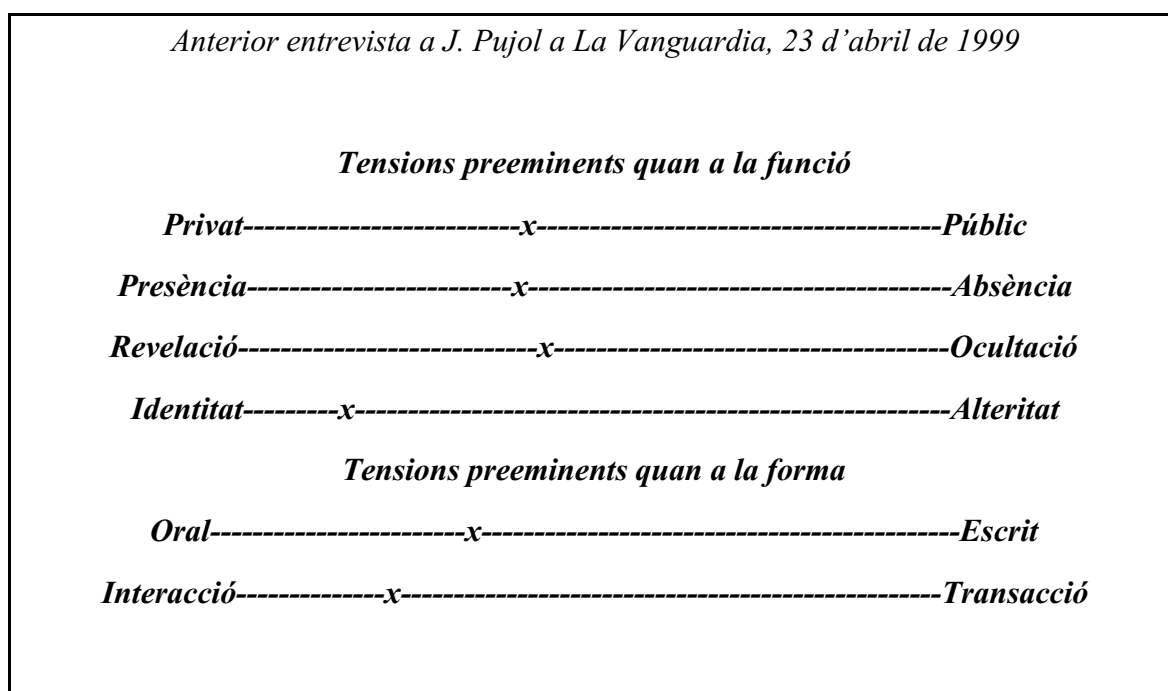 Anterior entrevista a J. Pujol a La Vanguardia, 23 d’abril de 1999
Tensions preeminents quan a la funció
Privat--------------------------x--------------------------------------Públic
Presència-------------------------x----------------------------------------Absència
Revelació----------------------------x-------------------------------------Ocultació
Identitat---------x--------------------------------------------------------Alteritat
Tensions preeminents quan a la forma
Oral------------------------x---------------------------------------------Escrit
Interacció--------------x---------------------------------------------------Transacció